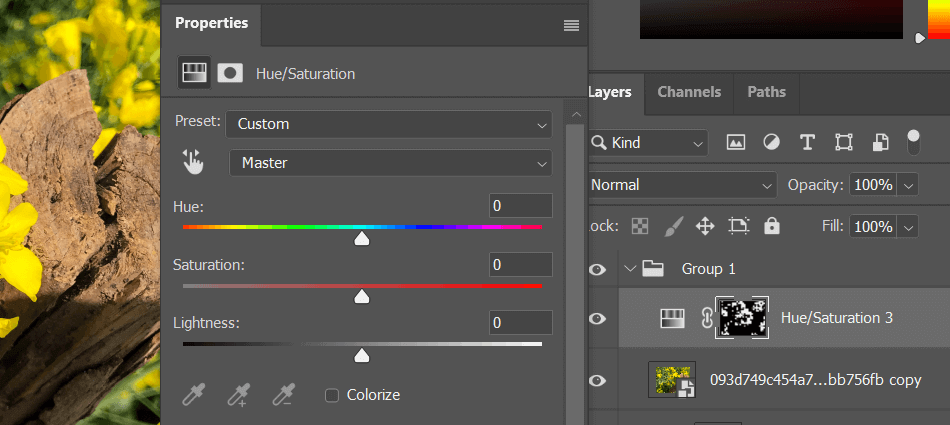 Properties
Hue/Saturation
Preset: Custom
Master
Hue: 0
Saturation: 0
Lightness: 0
Colorize
Layers Channels Paths
Kind
Normal Opacity: 100%
ock: Fill: 100%
Group 1
Hue/Saturation 3
093d749c454a7...bb756fb copy